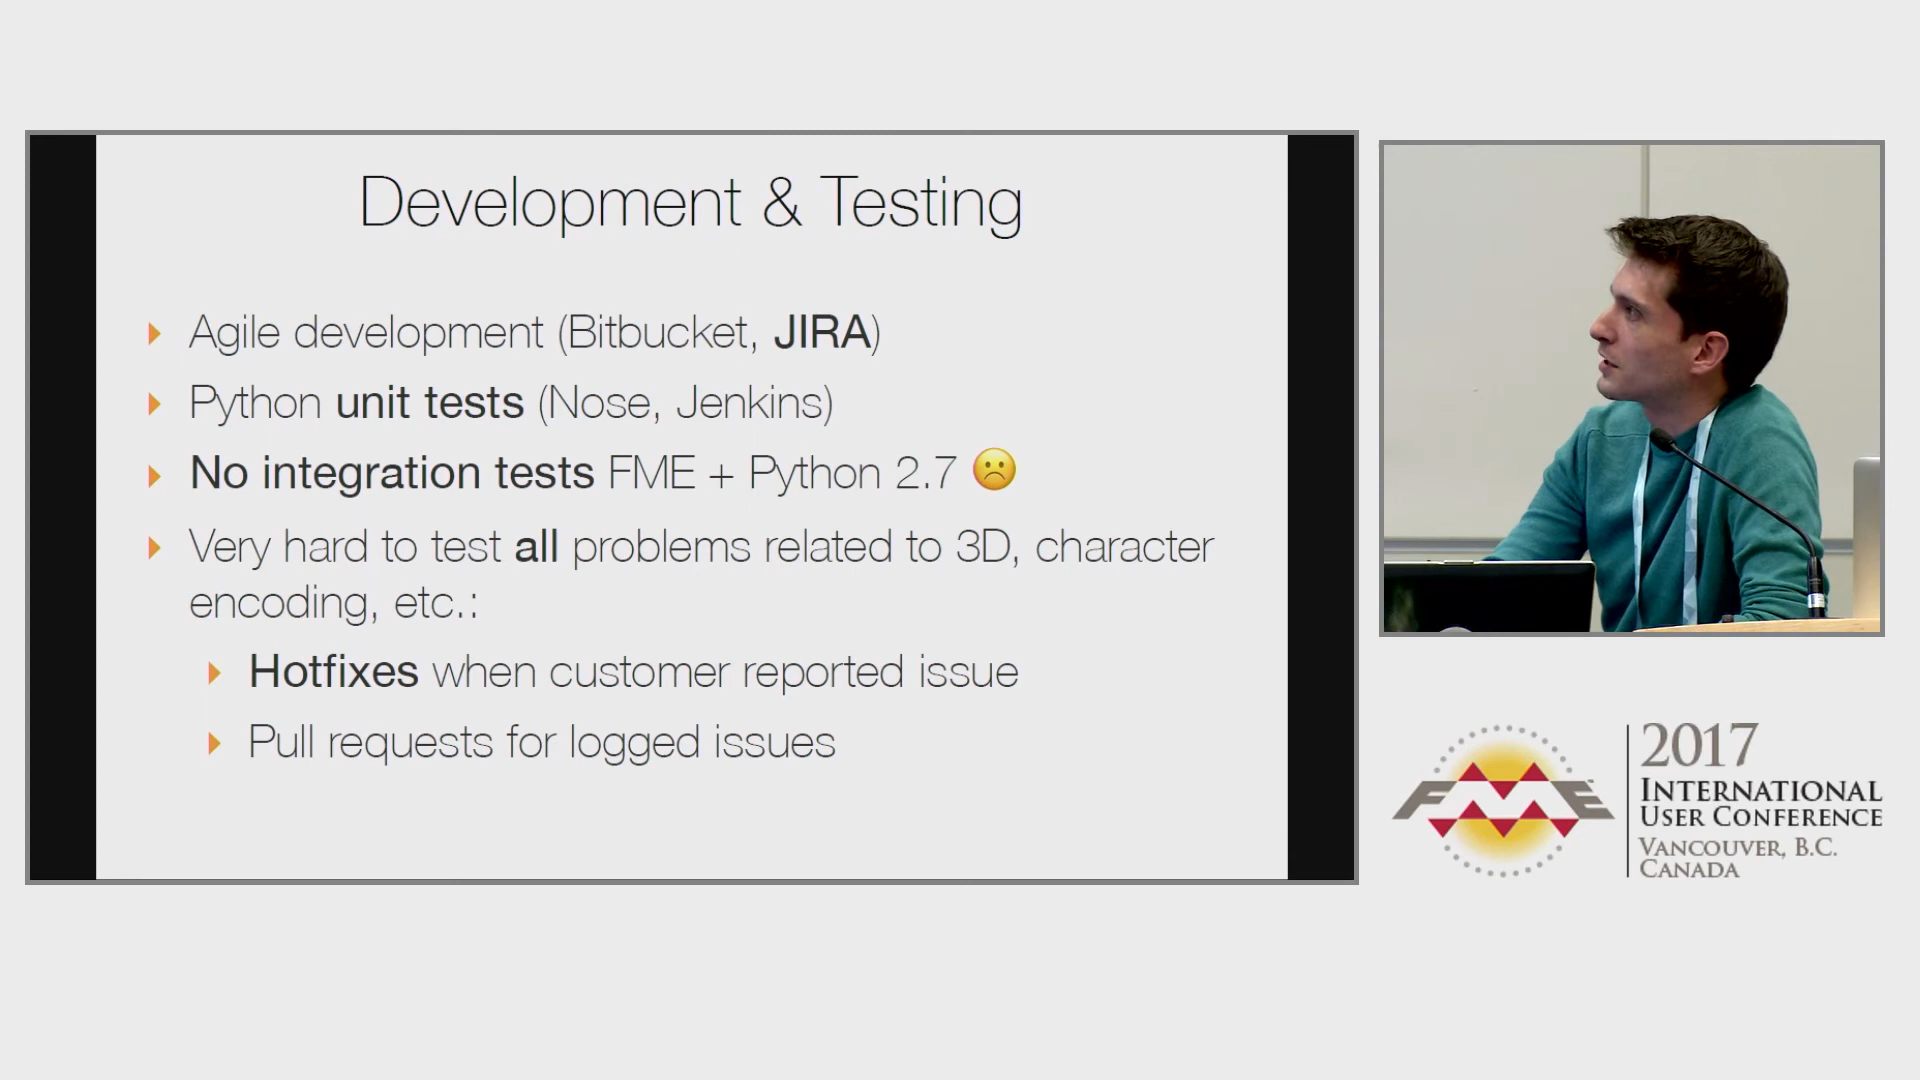 Development & Testing
Agile development (Bitbucket, JIRA)
Python unit tests (Nose, Jenkins)
No integration tests FME + Python 2.7 ☹️
Very hard to test all problems related to 3D, character
encoding, etc.:
Hotfixes when customer reported issue
Pull requests for logged issues
FME
2017
INTERNATIONAL
USER CONFERENCE
VANCOUVER, B.C.
CANADA